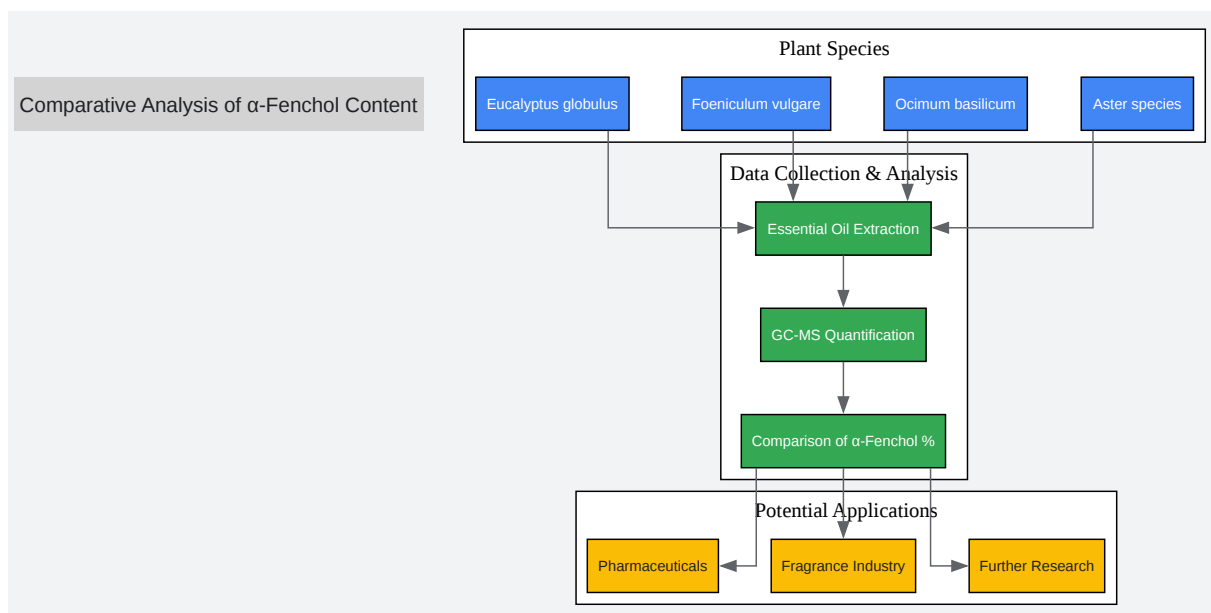 Plant Species
Comparative Analysis of α-Fenchol Content
Eucalyptus globulus
Foeniculum vulgare
Ocimum basilicum
Aster species
Data Collection & Analysis
Essential Oil Extraction
GC-MS Quantification
Comparison of α-Fenchol %
Potential Applications
Pharmaceuticals
Fragrance Industry
Further Research